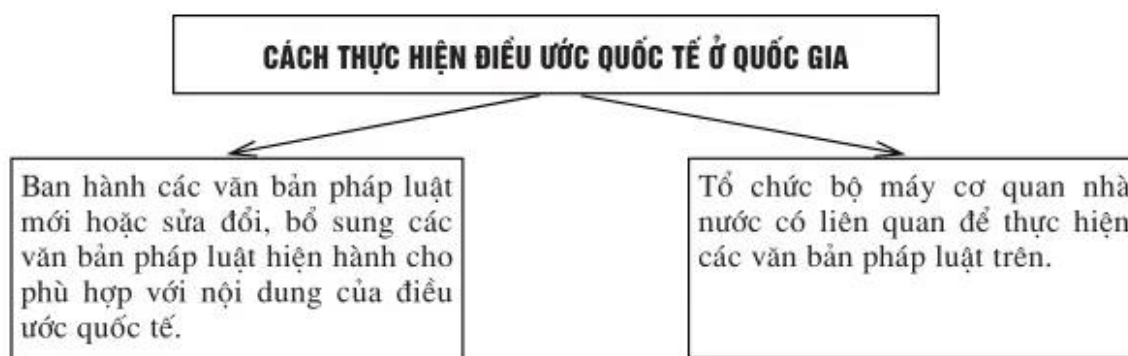 CÁCH THỰC HIỆN ĐIỀU ƯỚC QUỐC TẾ Ở QUỐC GIA
Ban hành các văn bản pháp luật
mới hoặc sửa đổi, bổ sung các
văn bản pháp luật hiện hành cho
phù hợp với nội dung của điều
ước quốc tế.
Tổ chức bộ máy cơ quan nhà
nước có liên quan để thực hiện
các văn bản pháp luật trên.